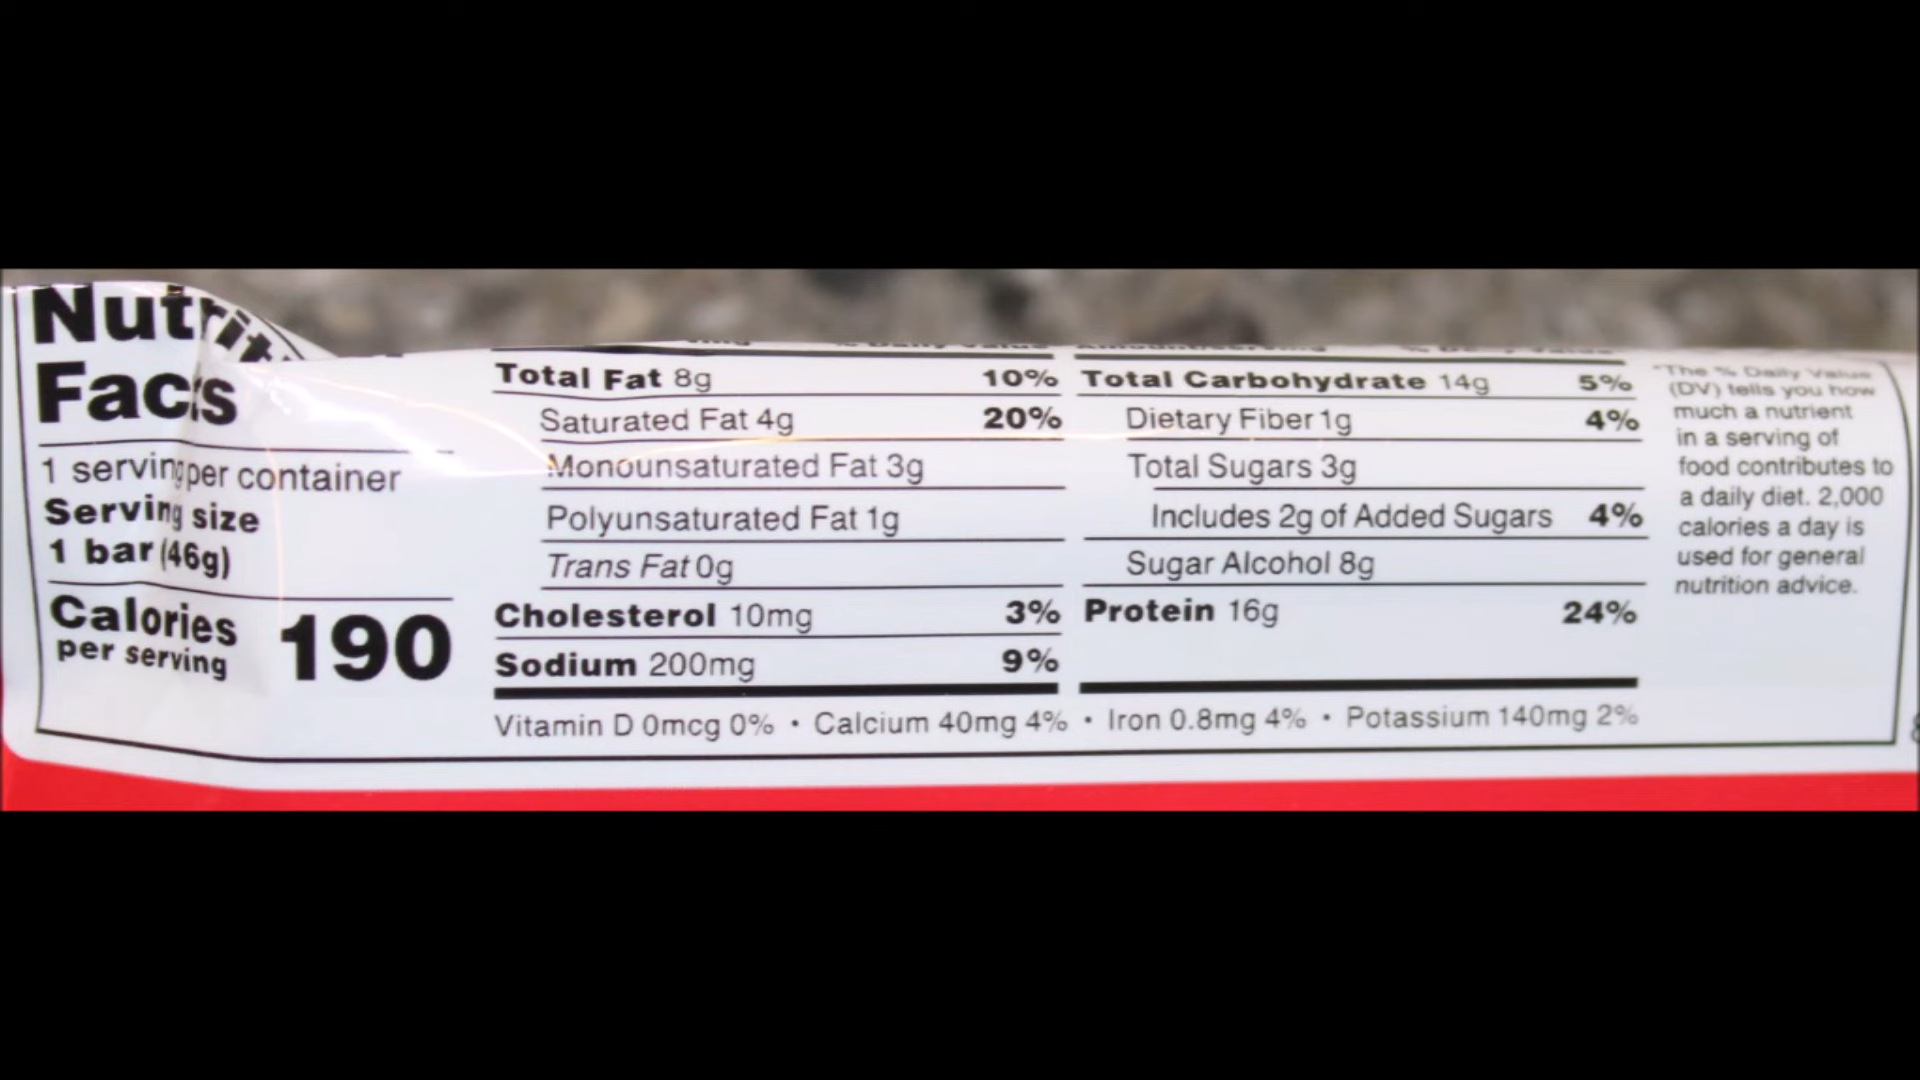 Nutrit
Facts
1 serving per container
Serving size
1 bar (46g)
Calories
per serving
190
Total Fat 8g 10%
Saturated Fat 4g 20%
Monounsaturated Fat 3g
Polyunsaturated Fat 1g
Trans Fat 0g
Cholesterol 10mg 3%
Sodium 200mg 9%
Total Carbohydrate 14g 5%
Dietary Fiber 1g 4%
Total Sugars 3g
Includes 2g of Added Sugars 4%
Sugar Alcohol 8g
Protein 16g 24%
Vitamin D 0mcg 0% • Calcium 40mg 4% • Iron 0.8mg 4% • Potassium 140mg 2%
*The % Daily Value
(DV) tells you how
much a nutrient
in a serving of
food contributes to
a daily diet. 2,000
calories a day is
used for general
nutrition advice.